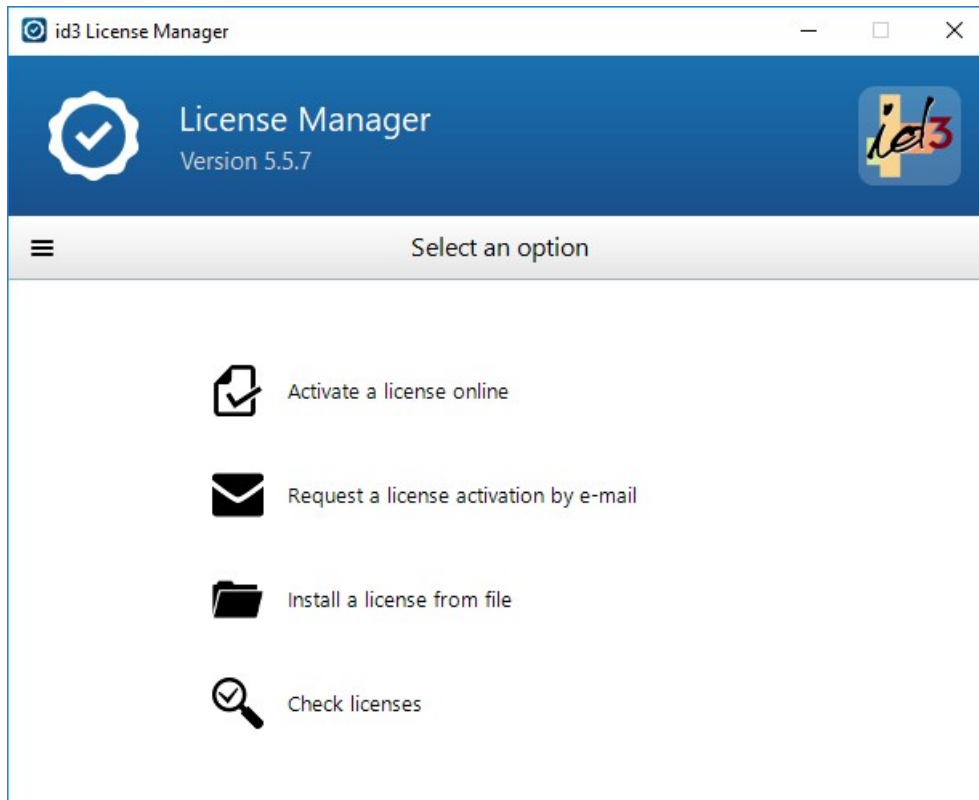 id3 License Manager
License Manager
Version 5.5.7
id3
Select an option
Activate a license online
Request a license activation by e-mail
Install a license from file
Check licenses